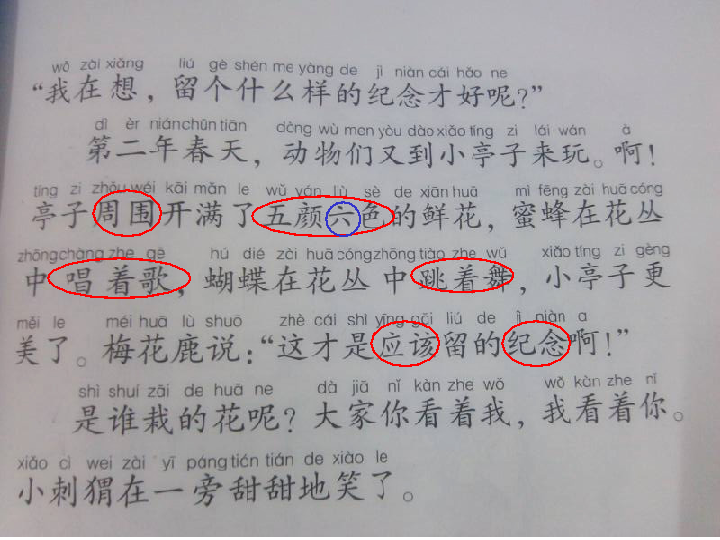 wǒ zài xiǎng liú gè shén me yàng de jì niàn cái hǎo ne
“我在想，留个什么样的纪念才好呢？”
dì èr nián chūn tiān dòng wù men yòu dào xiǎo tíng zi lái wán à
第二年春天，动物们又到小亭子来玩。啊！
tíng zi zhōu wéi kāi mǎn le wǔ yán lù sè de xiān huā mì fēng zài huā cóng
亭子周围开满了五颜六色的鲜花，蜜蜂在花丛
zhōng chàng zhe gē hú dié zài huā cóng zhōng tiào zhe wǔ xiǎo tíng zi gèng
中唱着歌，蝴蝶在花丛中跳着舞，小亭子更
měi le méi huā lù shuō zhè cái shì yīng gāi liú de jì niàn a
美了。梅花鹿说：“这才是应该留的纪念啊！”
shì shuí zāi de huā ne dà jiā nǐ kàn zhe wǒ wǒ kàn zhe nǐ
是谁栽的花呢？大家你看着我，我看着你。
xiǎo cì wei zài yī páng tián tián de xiào le
小刺猬在一旁甜甜地笑了。